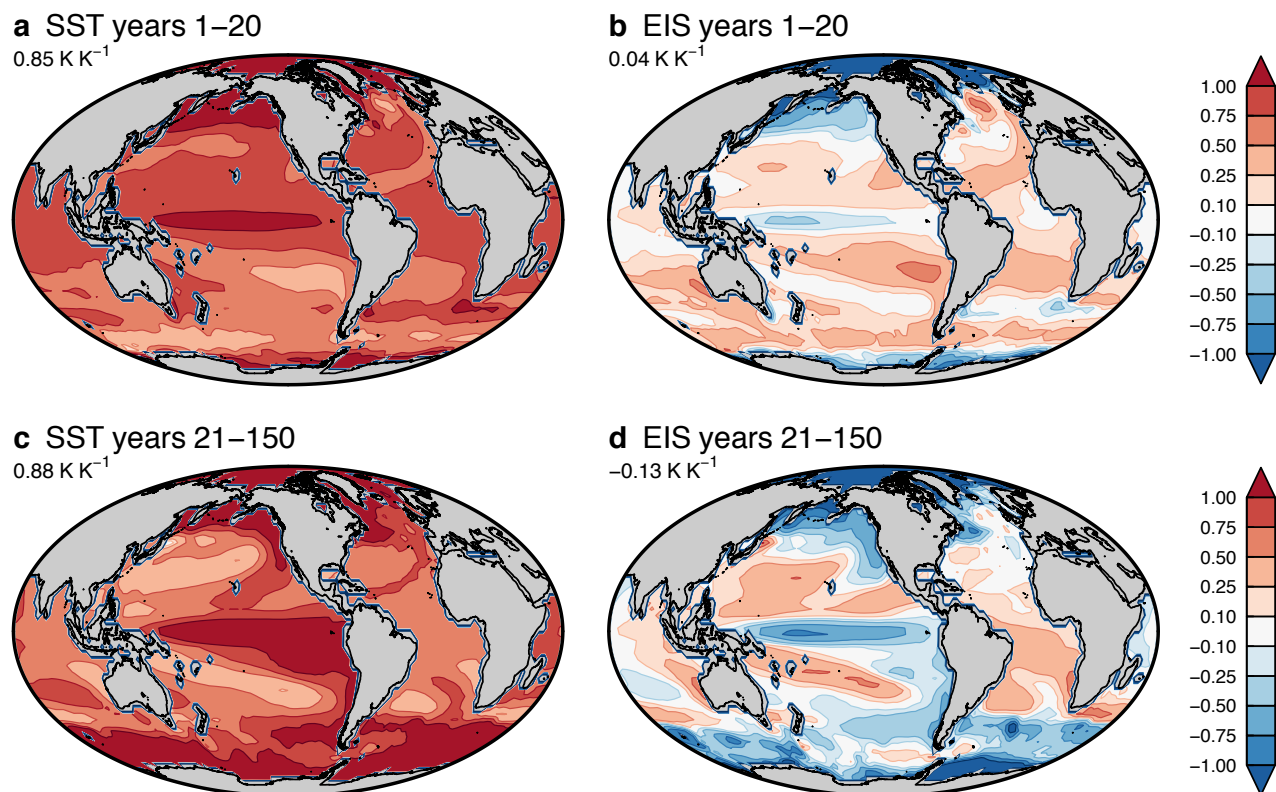 a SST years 1–20
0.85 K K⁻¹
b EIS years 1–20
0.04 K K⁻¹
1.00
0.75
0.50
0.25
0.10
−0.10
−0.25
−0.50
−0.75
−1.00
c SST years 21–150
0.88 K K⁻¹
d EIS years 21–150
−0.13 K K⁻¹
1.00
0.75
0.50
0.25
0.10
−0.10
−0.25
−0.50
−0.75
−1.00